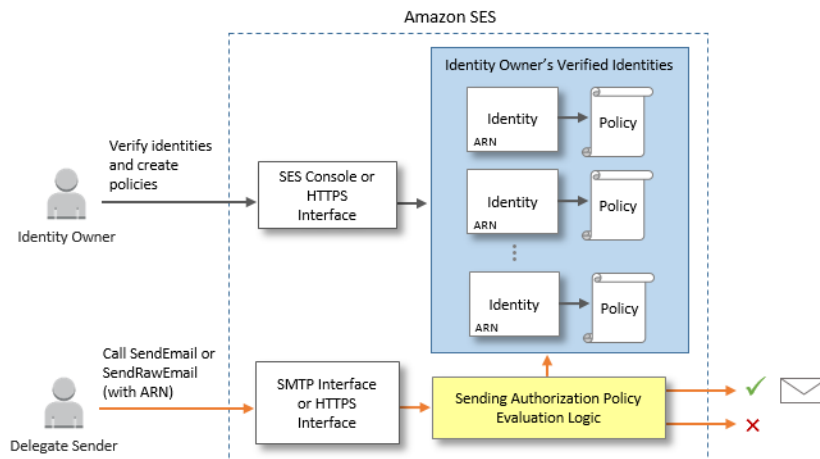 Amazon SES
Identity Owner's Verified Identities
Identity
ARN
Policy
Verify identities
and create
policies
SES Console or
HTTPS
Interface
Identity
ARN
Policy
Identity Owner
Identity
ARN
Policy
Call SendEmail or
SendRawEmail
(with ARN)
SMTP Interface
or HTTPS
Interface
Sending Authorization Policy
Evaluation Logic
Delegate Sender